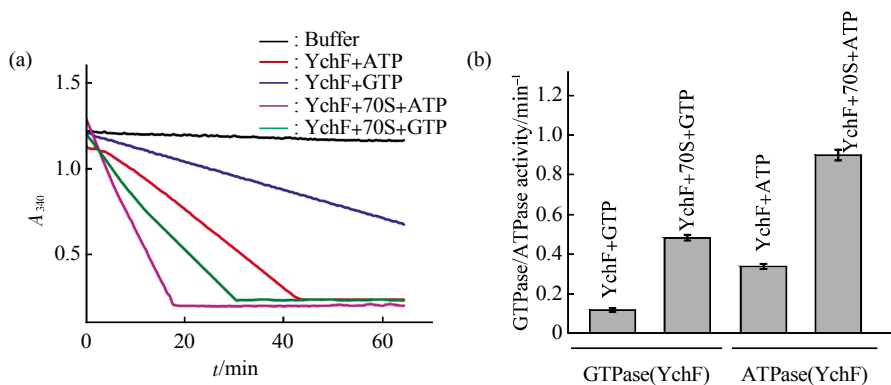 (a)
: Buffer
: YchF+ATP
: YchF+GTP
: YchF+70S+ATP
: YchF+70S+GTP
1.5
1.0
0.5
A₃₄₀
0
20
40
60
t/min
(b)
GTPase/ATPase activity/min⁻¹
1.2
1.0
0.8
0.6
0.4
0.2
0
YchF+GTP
YchF+70S+GTP
YchF+ATP
YchF+70S+ATP
GTPase(YchF)
ATPase(YchF)